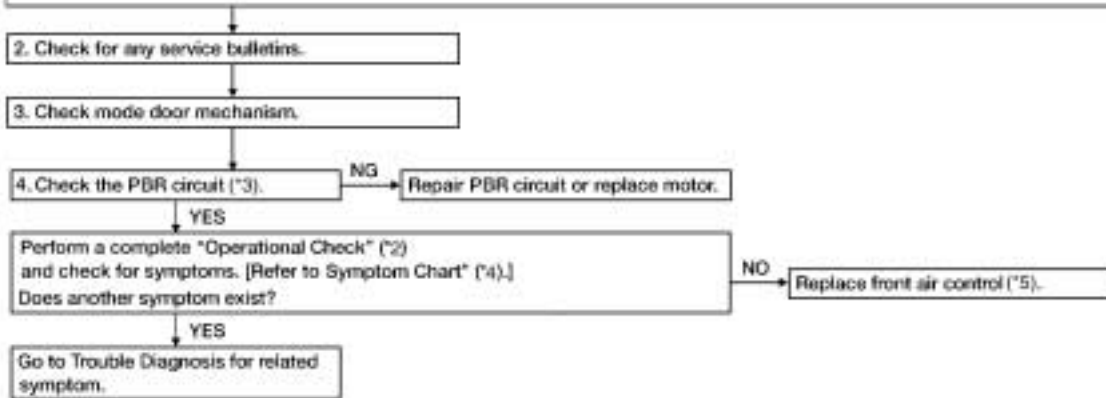 2. Check for any service bulletins.
3. Check mode door mechanism.
4. Check the PBR circuit (*3).
NG
Repair PBR circuit or replace motor.
YES
Perform a complete "Operational Check" (*2)
and check for symptoms. [Refer to Symptom Chart" (*4).]
Does another symptom exist?
NO
Replace front air control (*5).
YES
Go to Trouble Diagnosis for related
symptom.